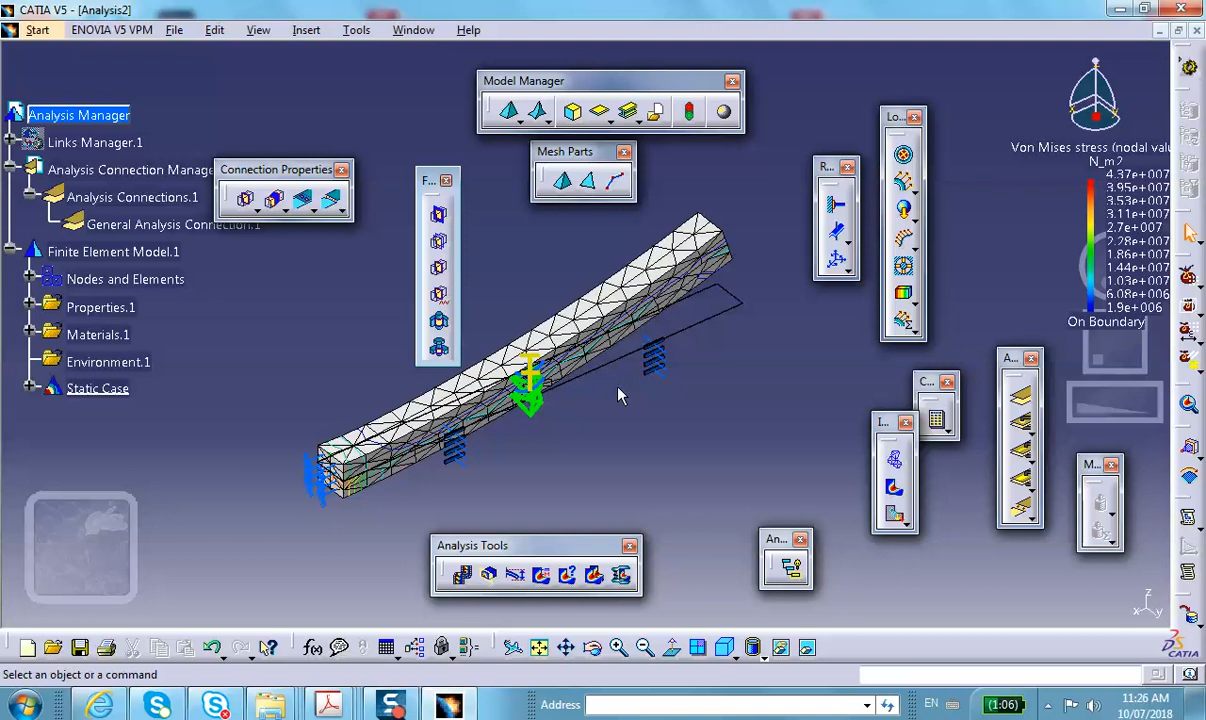 CATIA V5 - [Analysis2]
Start
ENOVIA V5 VPM
File
Edit
View
Insert
Tools
Window
Help
Analysis Manager
Links Manager.1
Analysis Connection Manage
Analysis Connections.1
General Analysis Connection.1
Finite Element Model.1
Nodes and Elements
Properties.1
Materials.1
Environment.1
Static Case
Connection Properties
F...
Model Manager
Mesh Parts
R...
Lo...
Von Mises stress (nodal valu
N_m2
4.37e+007
3.95e+007
3.53e+007
3.11e+007
2.7e+007
2.28e+007
1.86e+007
1.44e+007
1.03e+007
6.08e+006
1.9e+006
On Boundary
C...
I...
A...
M...
Analysis Tools
An...
z
x
y
f(x)
CATIA
Select an object or a command
Address
EN
(1:06)
11:26 AM
10/07/2018